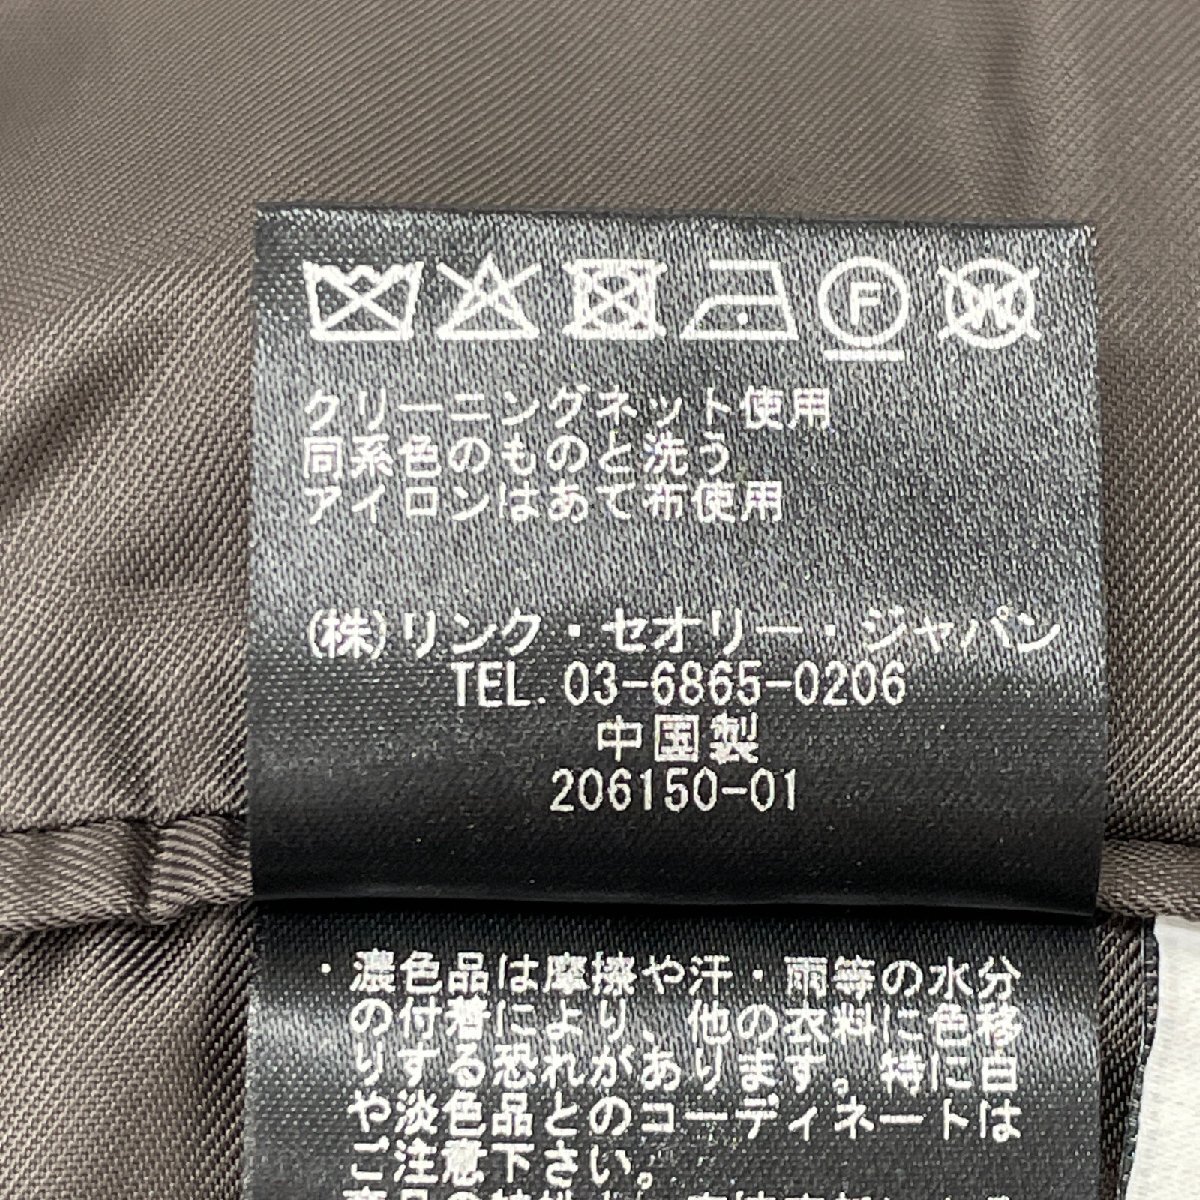 F
W
クリーニングネット使用
同系色のものと洗う
アイロンはあて布使用
(株)リンク・セオリー・ジャパン
TEL. 03-6865-0206
中国製
206150-01
・濃色品は摩擦や汗・雨等の水分
の付着により、他の衣料に色移
りする恐れがあります。特に白
や淡色品とのコーディネートは
ご注意下さい。